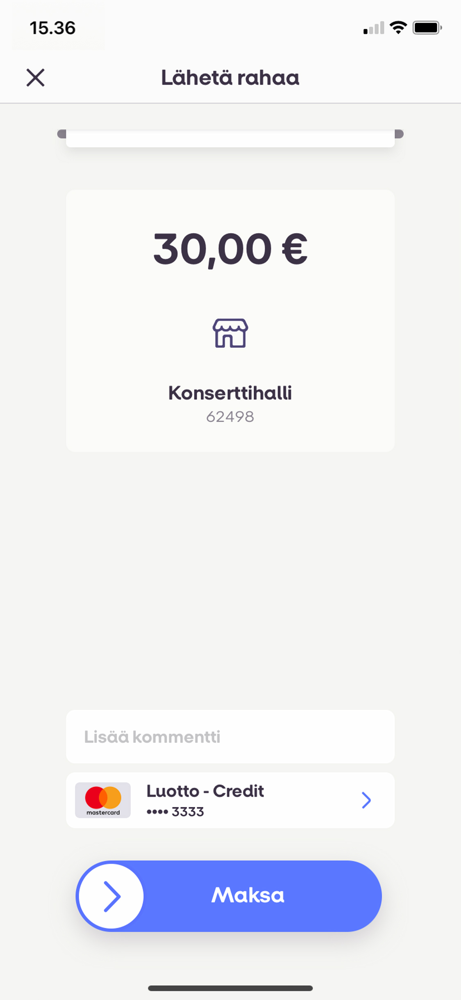 15.36
Lähetä rahaa
30,00 €
Konserttihalli
62498
Lisää kommentti
mastercard
Luotto - Credit
•••• 3333
Maksa